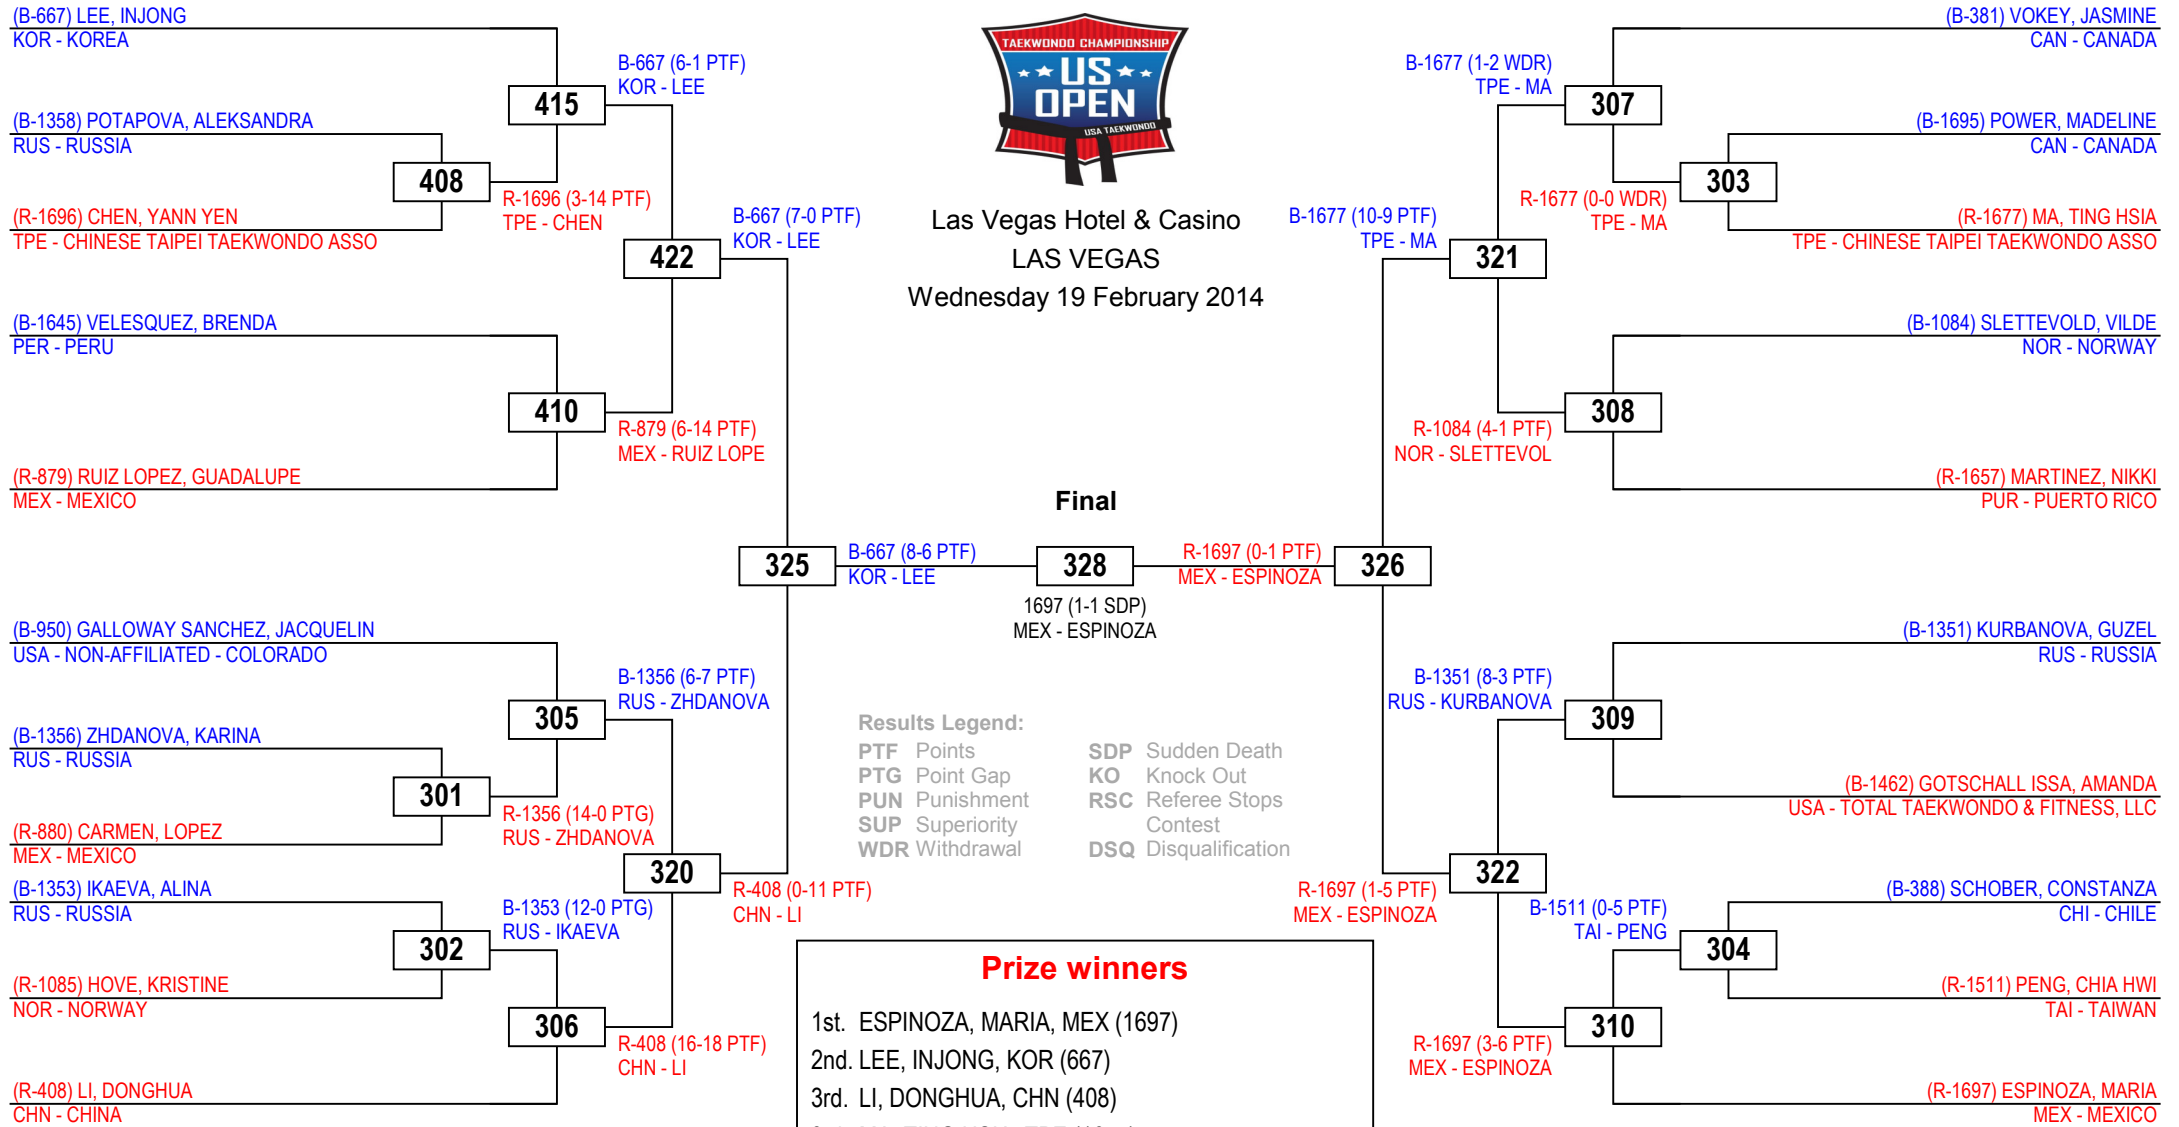 (B-667) LEE, INJONG
KOR - KOREA
(B-1358) POTAPOVA, ALEKSANDRA
RUS - RUSSIA
(R-1696) CHEN, YANN YEN
TPE - CHINESE TAIPEI TAEKWONDO ASSO
(B-1645) VELESQUEZ, BRENDA
PER - PERU
(R-879) RUIZ LOPEZ, GUADALUPE
MEX - MEXICO
(B-950) GALLOWAY SANCHEZ, JACQUELIN
USA - NON-AFFILIATED - COLORADO
(B-1356) ZHDANOVA, KARINA
RUS - RUSSIA
(R-880) CARMEN, LOPEZ
MEX - MEXICO
(B-1353) IKAEVA, ALINA
RUS - RUSSIA
(R-1085) HOVE, KRISTINE
NOR - NORWAY
(R-408) LI, DONGHUA
CHN - CHINA
408
R-1696 (3-14 PTF)
TPE - CHEN
301
R-1356 (14-0 PTG)
RUS - ZHDANOVA
302
B-1353 (12-0 PTG)
RUS - IKAEVA
415
B-667 (6-1 PTF)
KOR - LEE
410
R-879 (6-14 PTF)
MEX - RUIZ LOPE
305
B-1356 (6-7 PTF)
RUS - ZHDANOVA
306
R-408 (16-18 PTF)
CHN - LI
422
B-667 (7-0 PTF)
KOR - LEE
320
R-408 (0-11 PTF)
CHN - LI
325
B-667 (8-6 PTF)
KOR - LEE
TAEKWONDO CHAMPIONSHIP
US
OPEN
USA TAEKWONDO
Las Vegas Hotel & Casino
LAS VEGAS
Wednesday 19 February 2014
Final
328
1697 (1-1 SDP)
MEX - ESPINOZA
R-1697 (0-1 PTF)
MEX - ESPINOZA
326
B-1677 (10-9 PTF)
TPE - MA
321
R-1697 (1-5 PTF)
MEX - ESPINOZA
322
B-1677 (1-2 WDR)
TPE - MA
307
R-1084 (4-1 PTF)
NOR - SLETTEVOL
308
B-1351 (8-3 PTF)
RUS - KURBANOVA
309
R-1697 (3-6 PTF)
MEX - ESPINOZA
310
R-1677 (0-0 WDR)
TPE - MA
303
B-1511 (0-5 PTF)
TAI - PENG
304
(B-381) VOKEY, JASMINE
CAN - CANADA
(B-1695) POWER, MADELINE
CAN - CANADA
(R-1677) MA, TING HSIA
TPE - CHINESE TAIPEI TAEKWONDO ASSO
(B-1084) SLETTEVOLD, VILDE
NOR - NORWAY
(R-1657) MARTINEZ, NIKKI
PUR - PUERTO RICO
(B-1351) KURBANOVA, GUZEL
RUS - RUSSIA
(B-1462) GOTSCHALL ISSA, AMANDA
USA - TOTAL TAEKWONDO & FITNESS, LLC
(B-388) SCHOBER, CONSTANZA
CHI - CHILE
(R-1511) PENG, CHIA HWI
TAI - TAIWAN
(R-1697) ESPINOZA, MARIA
MEX - MEXICO
Results Legend:
PTF Points
PTG Point Gap
PUN Punishment
SUP Superiority
WDR Withdrawal
SDP Sudden Death
KO Knock Out
RSC Referee Stops
Contest
DSQ Disqualification
Prize winners
1st. ESPINOZA, MARIA, MEX (1697)
2nd. LEE, INJONG, KOR (667)
3rd. LI, DONGHUA, CHN (408)